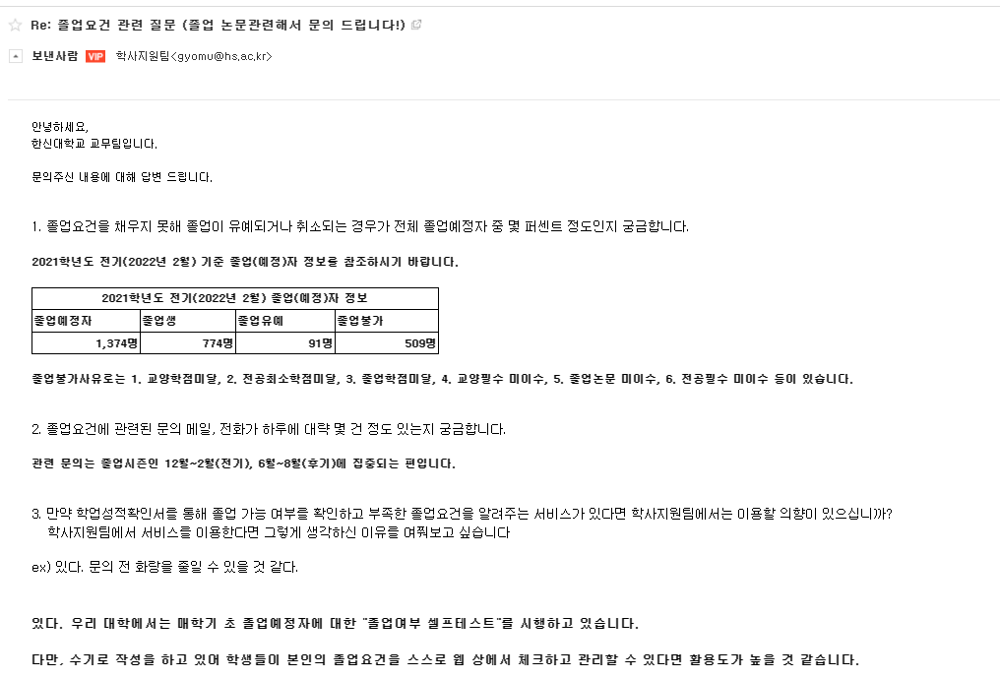 Re: 졸업요건 관련 질문 (졸업 논문관련해서 문의 드립니다!)
보낸사람 VIP 학사지원팀<gyomu@hs.ac.kr>
안녕하세요,
한신대학교 교무팀입니다.
문의주신 내용에 대해 답변 드립니다.
1. 졸업요건을 채우지 못해 졸업이 유예되거나 취소되는 경우가 전체 졸업예정자 중 몇 퍼센트 정도인지 궁금합니다.
2021학년도 전기(2022년 2월) 기준 졸업(예정)자 정보를 참조하시기 바랍니다.
2021학년도 전기(2022년 2월) 졸업(예정)자 정보
졸업예정자 졸업생 졸업유예 졸업불가
1,374명 774명 91명 509명
졸업불가사유로는 1. 교양학점미달, 2. 전공최소학점미달, 3. 졸업학점미달, 4. 교양필수 미이수, 5. 졸업논문 미이수, 6. 전공필수 미이수 등이 있습니다.
2. 졸업요건에 관련된 문의 메일, 전화가 하루에 대략 몇 건 정도 있는지 궁금합니다.
관련 문의는 졸업시즌인 12월~2월(전기), 6월~8월(후기)에 집중되는 편입니다.
3. 만약 학업성적확인서를 통해 졸업 가능 여부를 확인하고 부족한 졸업요건을 알려주는 서비스가 있다면 학사지원팀에서는 이용할 의향이 있으십니까?
학사지원팀에서 서비스를 이용한다면 그렇게 생각하신 이유를 여쭤보고 싶습니다
ex) 있다. 문의 전 화량을 줄일 수 있을 것 같다.
있다. 우리 대학에서는 매학기 초 졸업예정자에 대한 "졸업여부 셀프테스트"를 시행하고 있습니다.
다만, 수기로 작성을 하고 있어 학생들이 본인의 졸업요건을 스스로 웹 상에서 체크하고 관리할 수 있다면 활용도가 높을 것 같습니다.